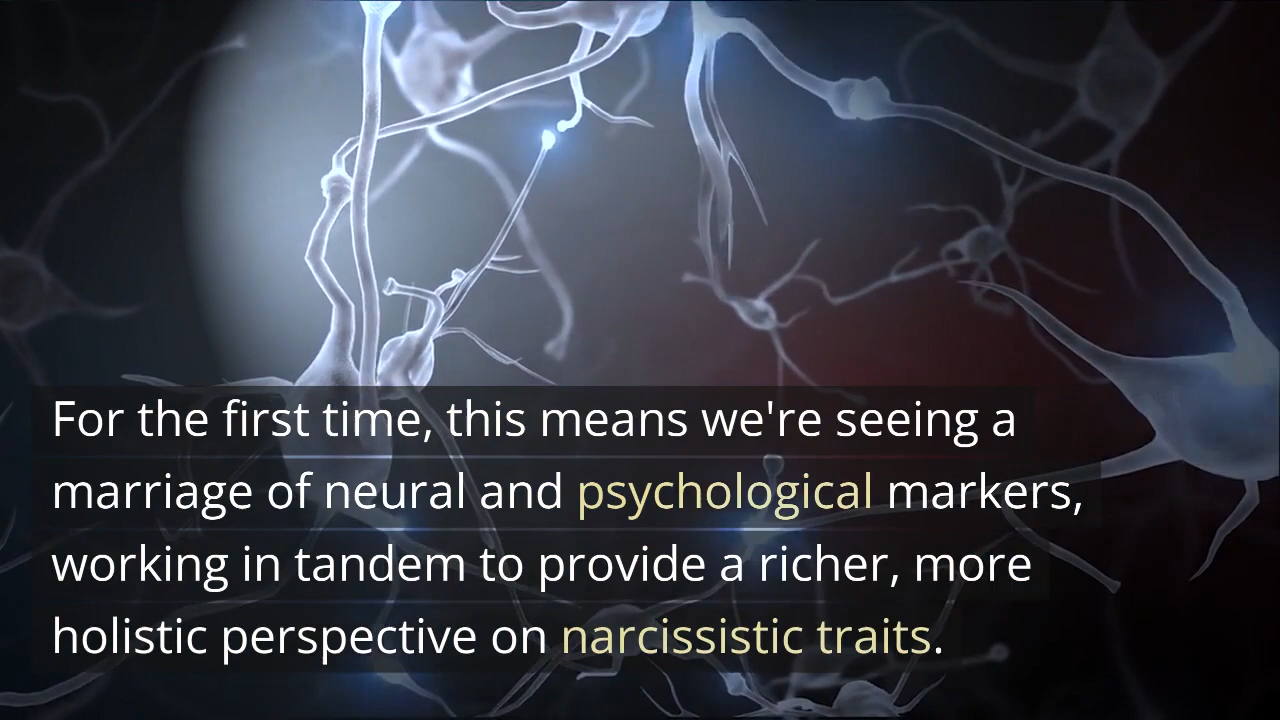 For the first time, this means we're seeing a
marriage of neural and psychological markers,
working in tandem to provide a richer, more
holistic perspective on narcissistic traits.